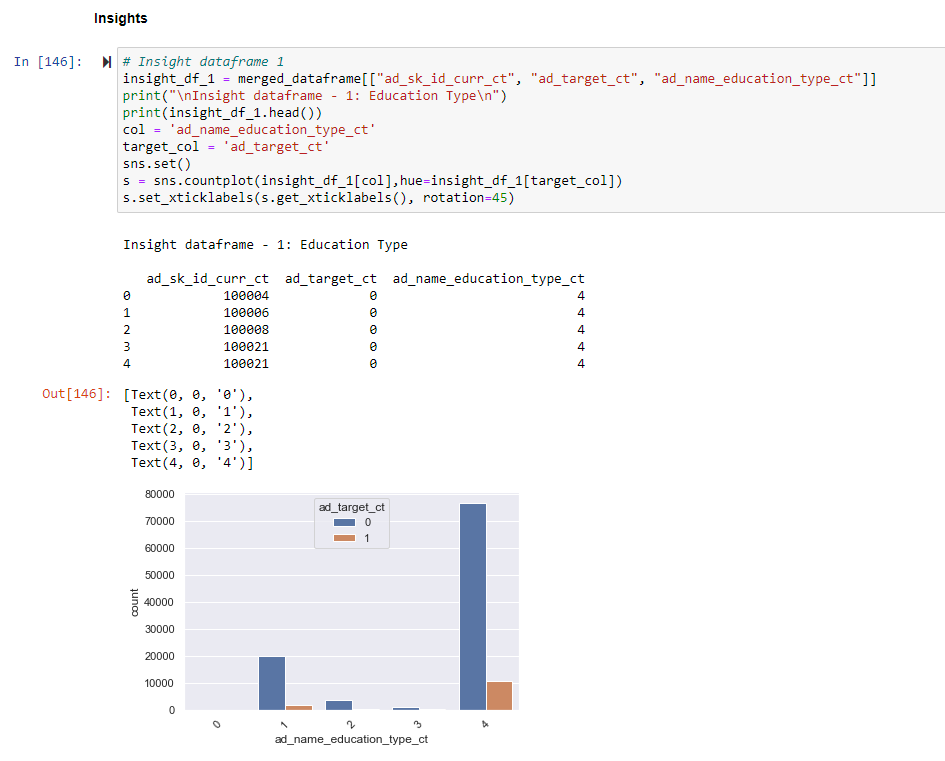 Insights
In [146]:
# Insight dataframe 1
insight_df_1 = merged_dataframe[["ad_sk_id_curr_ct", "ad_target_ct", "ad_name_education_type_ct"]]
print("\nInsight dataframe - 1: Education Type\n")
print(insight_df_1.head())
col = 'ad_name_education_type_ct'
target_col = 'ad_target_ct'
sns.set()
s = sns.countplot(insight_df_1[col],hue=insight_df_1[target_col])
s.set_xticklabels(s.get_xticklabels(), rotation=45)
Insight dataframe - 1: Education Type
ad_sk_id_curr_ct ad_target_ct ad_name_education_type_ct
0 100004 0 4
1 100006 0 4
2 100008 0 4
3 100021 0 4
4 100021 0 4
Out[146]: [Text(0, 0, '0'),
Text(1, 0, '1'),
Text(2, 0, '2'),
Text(3, 0, '3'),
Text(4, 0, '4')]
ad_target_ct
0
1
80000
70000
60000
50000
40000
30000
20000
10000
0
count
0 1 2 3 4
ad_name_education_type_ct